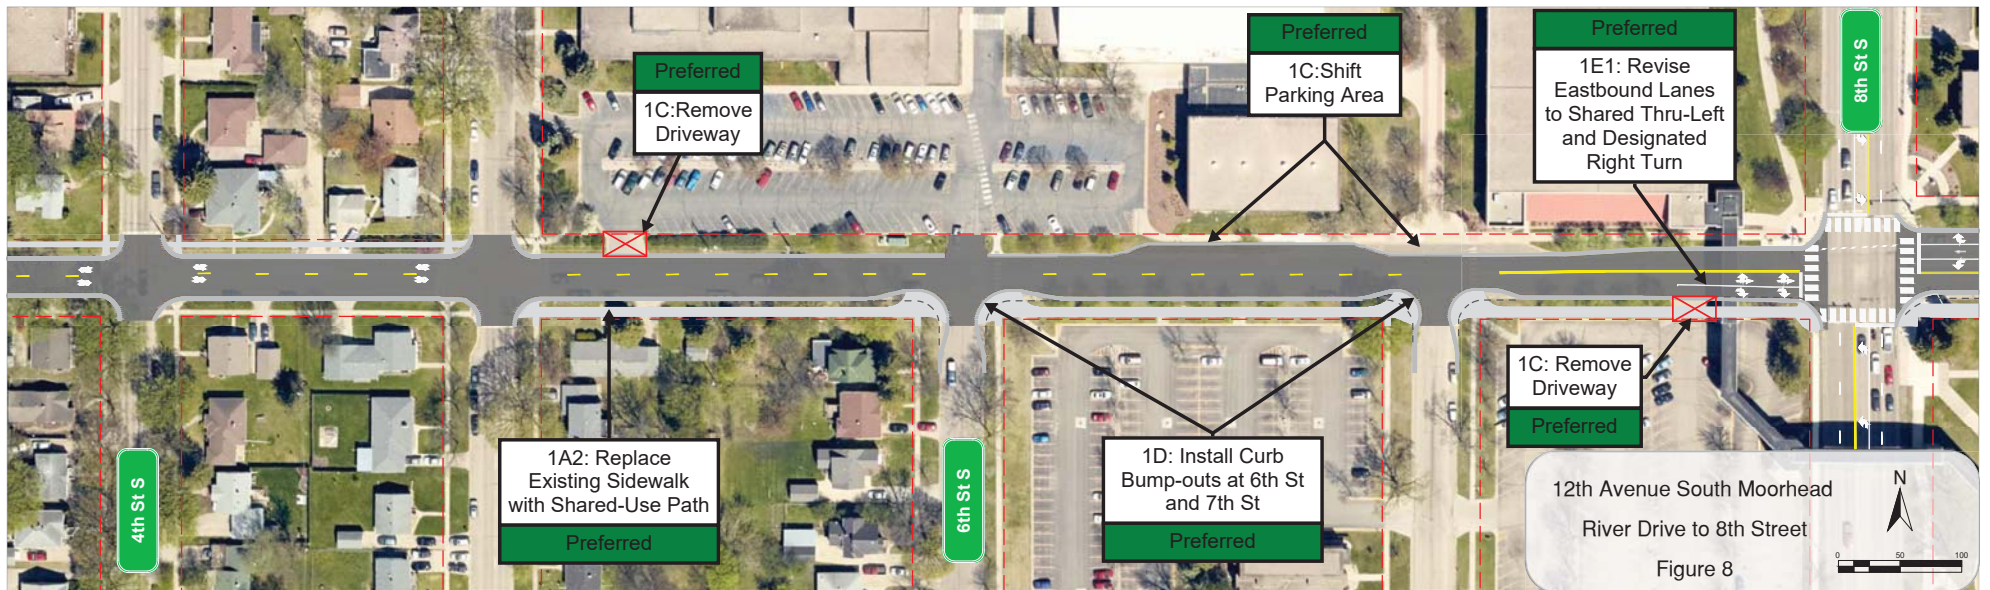 Preferred
1C:Remove
Driveway
Preferred
1C:Shift
Parking Area
Preferred
1E1: Revise
Eastbound Lanes
to Shared Thru-Left
and Designated
Right Turn
8th St S
4th St S
1A2: Replace
Existing Sidewalk
with Shared-Use Path
Preferred
6th St S
1D: Install Curb
Bump-outs at 6th St
and 7th St
Preferred
1C: Remove
Driveway
Preferred
12th Avenue South Moorhead
River Drive to 8th Street
Figure 8
N
0 50 100